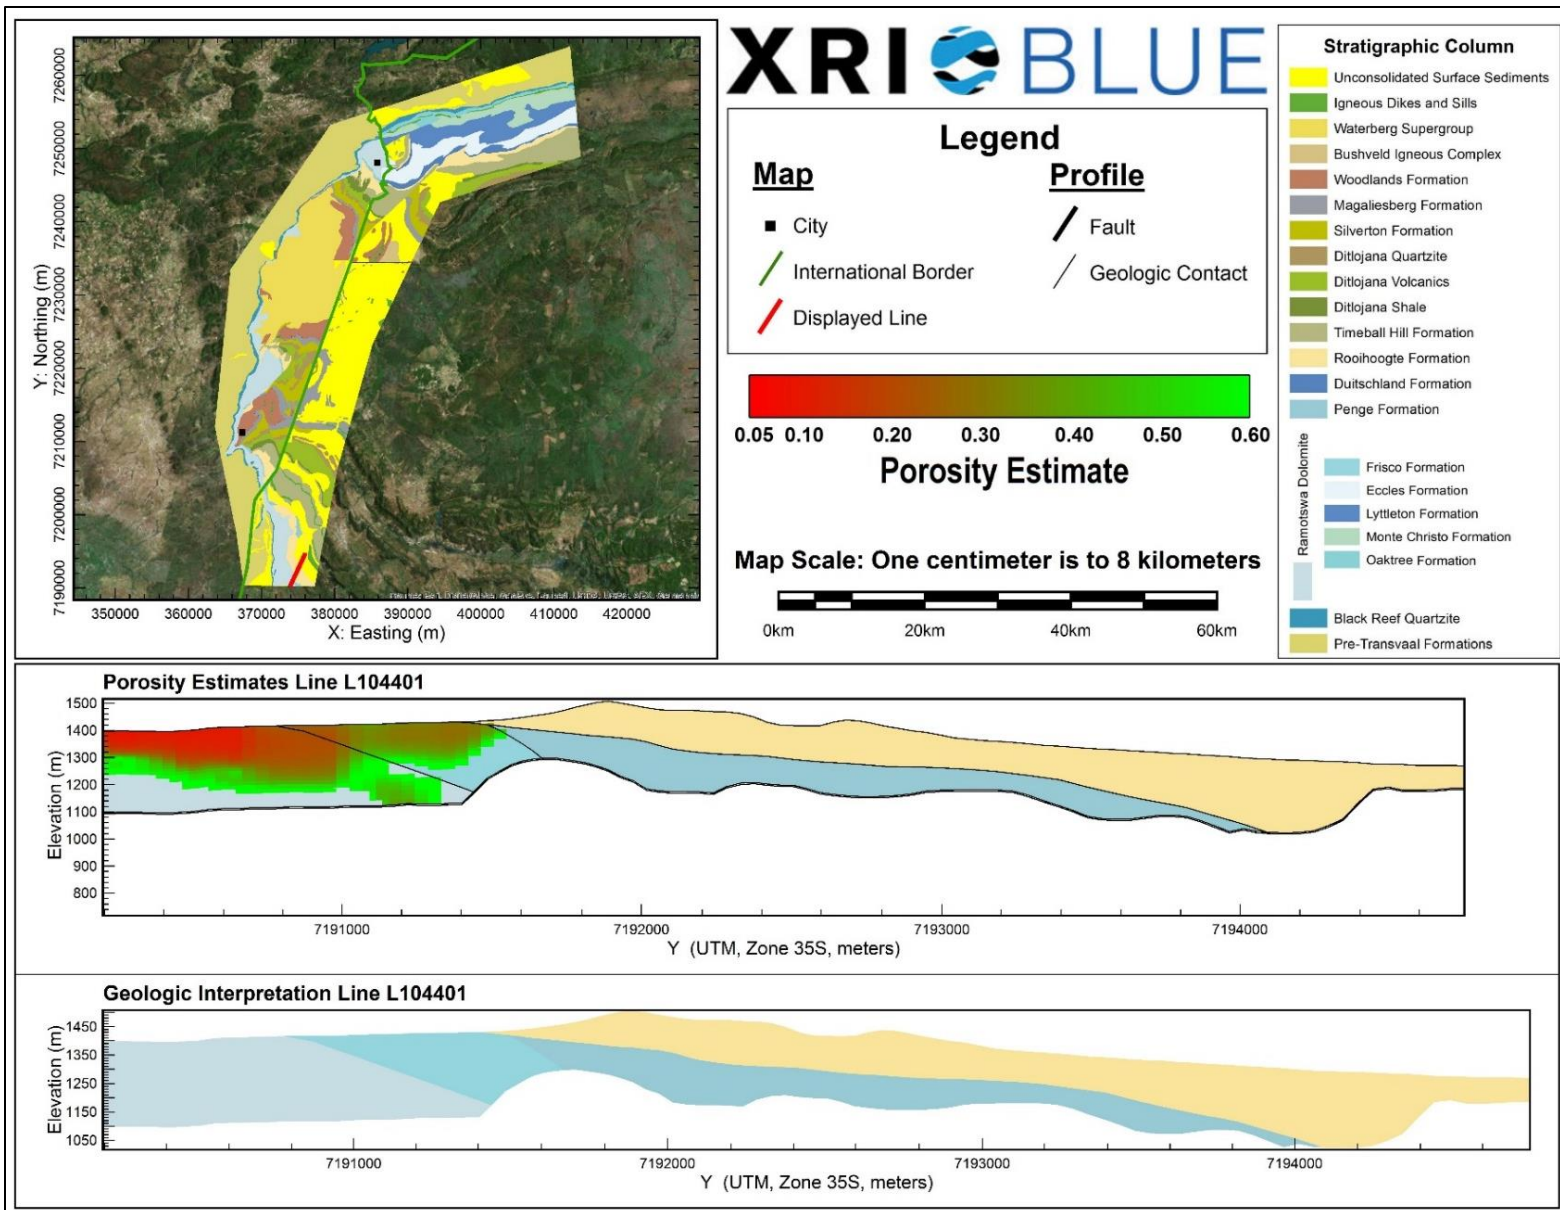 XRI BLUE
7260000
7250000
7240000
7230000
7220000
7210000
7200000
7190000
Y: Northing (m)
350000 360000 370000 380000 390000 400000 410000 420000
X: Easting (m)
Legend
Map
City
International Border
Displayed Line
Profile
Fault
Geologic Contact
0.05 0.10 0.20 0.30 0.40 0.50 0.60
Porosity Estimate
Map Scale: One centimeter is to 8 kilometers
0km 20km 40km 60km
Stratigraphic Column
Unconsolidated Surface Sediments
Igneous Dikes and Sills
Waterberg Supergroup
Bushveld Igneous Complex
Woodlands Formation
Magaliesberg Formation
Silverton Formation
Ditlojana Quartzite
Ditlojana Volcanics
Ditlojana Shale
Timeball Hill Formation
Rooihoogte Formation
Duitschland Formation
Penge Formation
Ramotswa Dolomite
Frisco Formation
Eccles Formation
Lyttleton Formation
Monte Christo Formation
Oaktree Formation
Black Reef Quartzite
Pre-Transvaal Formations
Porosity Estimates Line L104401
1500
1400
1300
1200
1100
1000
900
800
Elevation (m)
7191000 7192000 7193000 7194000
Y (UTM, Zone 35S, meters)
Geologic Interpretation Line L104401
1450
1350
1250
1150
1050
Elevation (m)
7191000 7192000 7193000 7194000
Y (UTM, Zone 35S, meters)